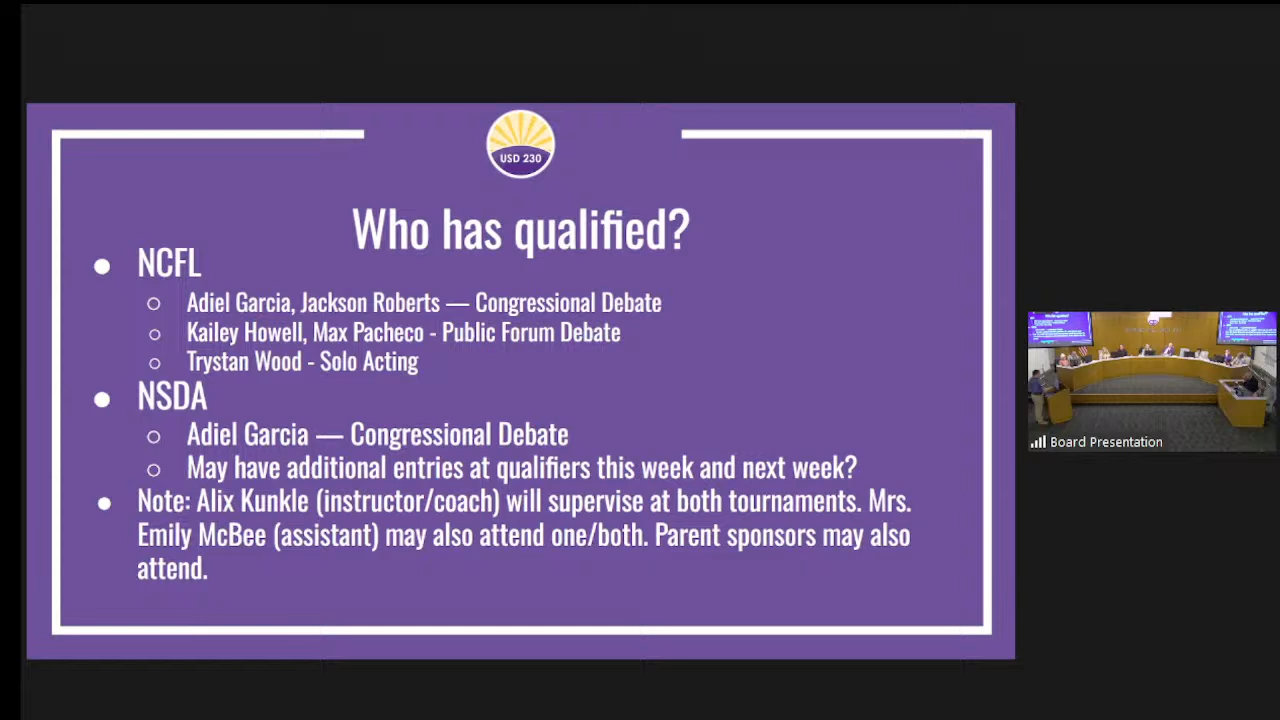 USD 230
Who has qualified?
● NCFL
○ Adiel Garcia, Jackson Roberts — Congressional Debate
○ Kailey Howell, Max Pacheco - Public Forum Debate
○ Trystan Wood - Solo Acting
● NSDA
○ Adiel Garcia — Congressional Debate
○ May have additional entries at qualifiers this week and next week?
● Note: Alix Kunkle (instructor/coach) will supervise at both tournaments. Mrs.
Emily McBee (assistant) may also attend one/both. Parent sponsors may also
attend.
Board Presentation